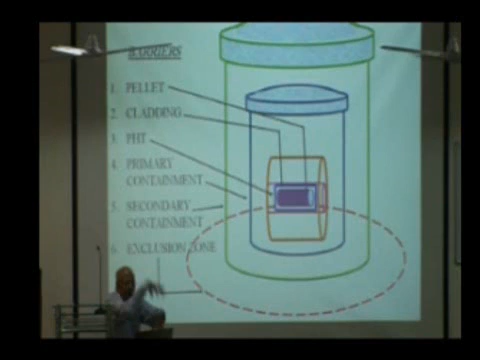 BARRIERS
1. PELLET
2. CLADDING
3. PHT
4. PRIMARY
CONTAINMENT
5. SECONDARY
CONTAINMENT
6. EXCLUSION ZONE